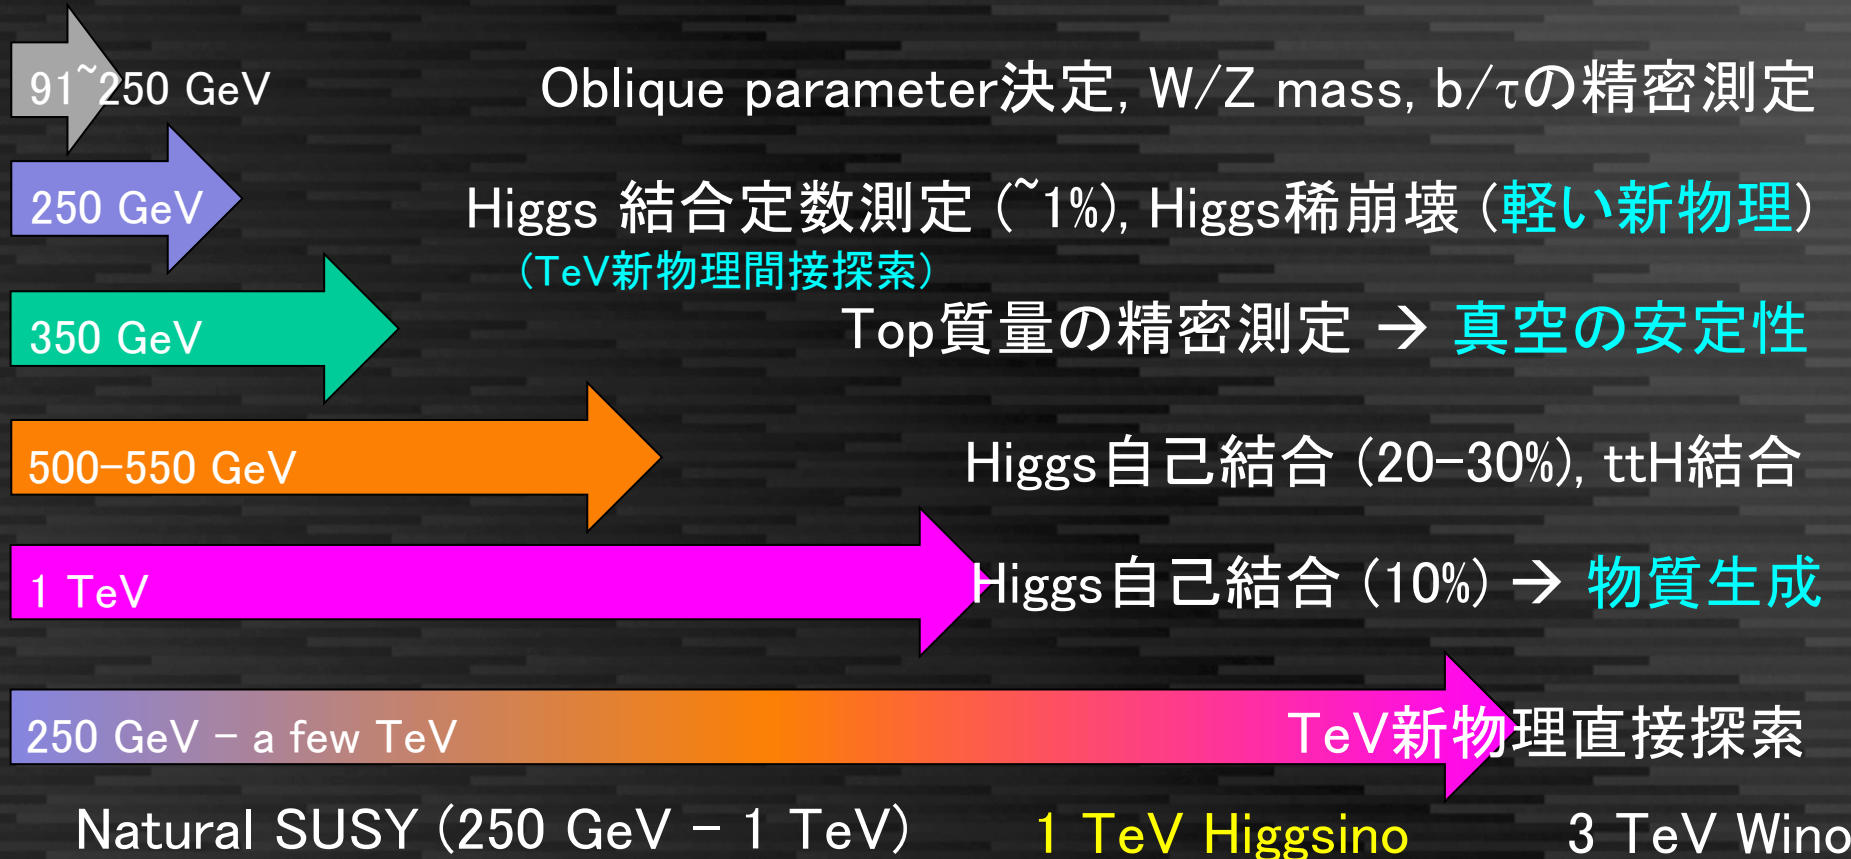 91~250 GeV Oblique parameter決定, W/Z mass, b/τの精密測定
250 GeV Higgs 結合定数測定 (~1%), Higgs稀崩壊 (軽い新物理)
(TeV新物理間接探索)
350 GeV Top質量の精密測定 → 真空の安定性
500-550 GeV Higgs自己結合 (20-30%), ttH結合
1 TeV Higgs自己結合 (10%) → 物質生成
250 GeV – a few TeV TeV新物理直接探索
Natural SUSY (250 GeV – 1 TeV) 1 TeV Higgsino 3 TeV Wino